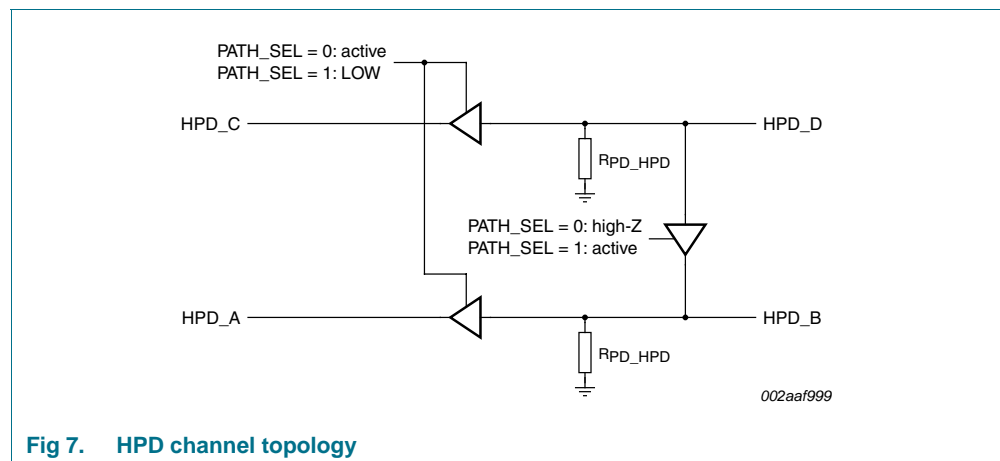 PATH_SEL = 0: active
PATH_SEL = 1: LOW
HPD_C
HPD_D
RPD_HPD
PATH_SEL = 0: high-Z
PATH_SEL = 1: active
HPD_A
HPD_B
RPD_HPD
002aaf999
Fig 7. HPD channel topology